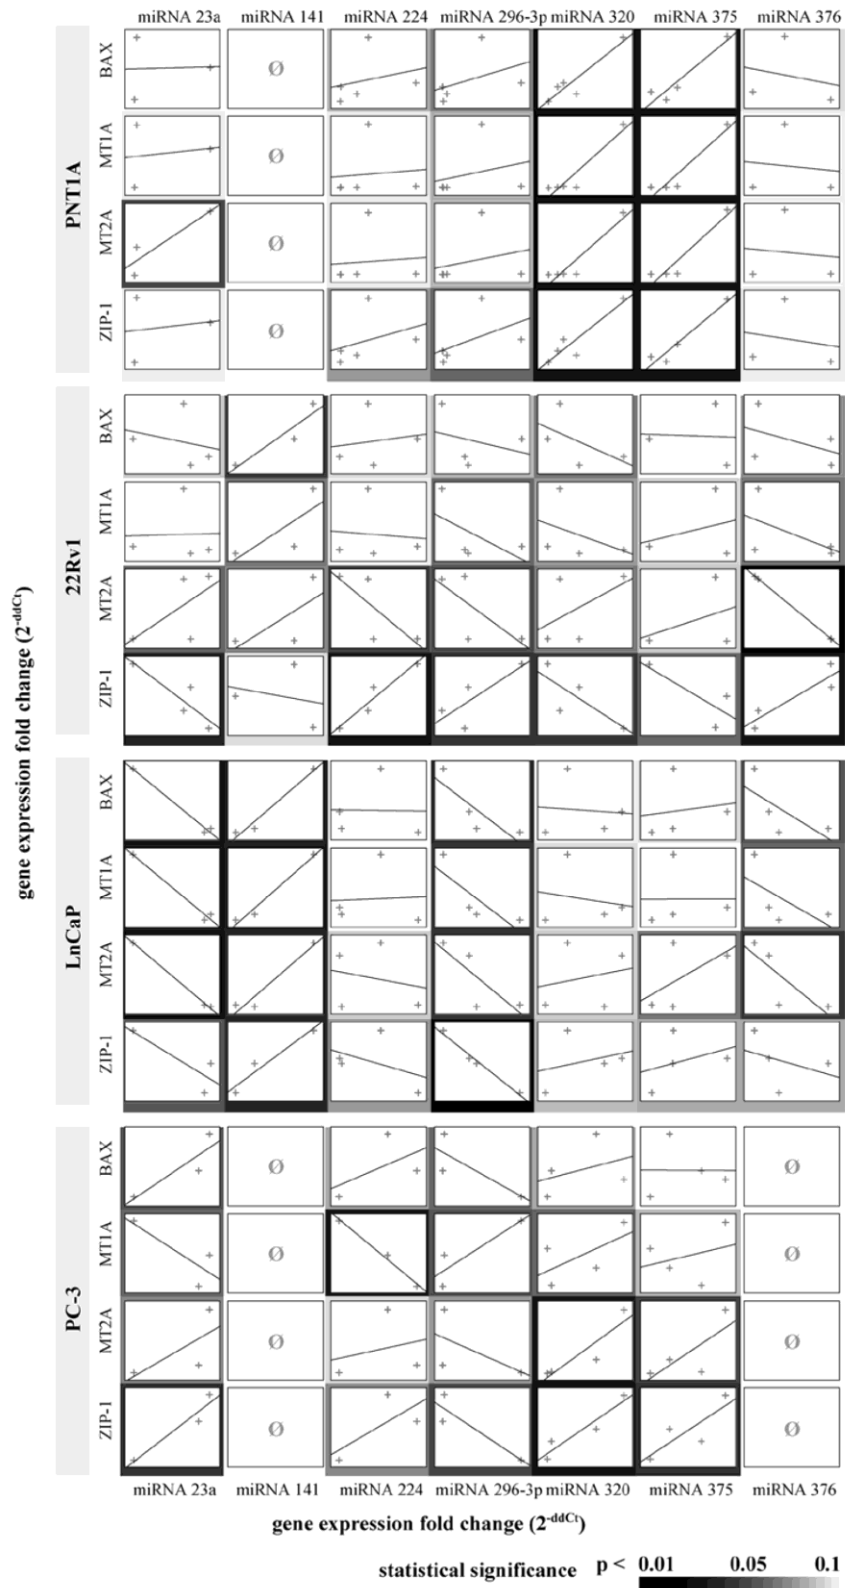 miRNA 23a miRNA 141 miRNA 224 miRNA 296-3p miRNA 320 miRNA 375 miRNA 376
PNT1A
BAX
Ø
MT1A
Ø
MT2A
Ø
ZIP-1
Ø
22Rv1
BAX
MT1A
MT2A
ZIP-1
gene expression fold change (2-ddCt)
LnCaP
BAX
MT1A
MT2A
ZIP-1
PC-3
BAX
Ø Ø
MT1A
Ø Ø
MT2A
Ø Ø
ZIP-1
Ø Ø
miRNA 23a miRNA 141 miRNA 224 miRNA 296-3p miRNA 320 miRNA 375 miRNA 376
gene expression fold change (2-ddCt)
statistical significance p < 0.01 0.05 0.1